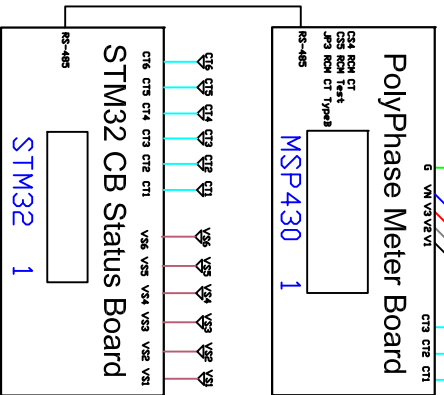 RS-485
STM32 CB Status Board
STM32 1
CT6
CT5
CT4
CT3
CT2
CT1
VS6
VS5
VS4
VS3
VS2
VS1
CT6
CT5
CT4
CT3
CT2
CT1
VS6
VS5
VS4
VS3
VS2
VS1
RS-485
PolyPhase Meter Board
CS4 RCM CT
CS5 RCM Test
JP3 RCM CT TypeB
MSP430 1
G
VN V3 V2 V1
CT3 CT2 CT1